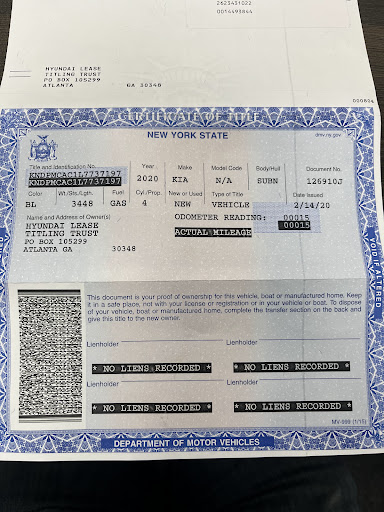 2623431022
0014493844
HYUNDAI LEASE
TITLING TRUST
PO BOX 105299
ATLANTA GA 30348
000824
CERTIFICATE OF TITLE
NEW YORK STATE
dmv.ny.gov
Title and Identification No. Year Make Model Code Body/Hull Document No.
KNDPMCAC1L7737197
KNDPMCAC1L7737197 2020 KIA N/A SUBN 126910J
Color Wt./Sts./Lgth. Fuel Cyl./Prop. New or Used Type of Title Date Issued
BL 3448 GAS 4 NEW VEHICLE 2/14/20
Name and Address of Owner(s) ODOMETER READING: 00015
00015
HYUNDAI LEASE ACTUAL MILEAGE
TITLING TRUST
PO BOX 105299
ATLANTA GA 30348
This document is your proof of ownership for this vehicle, boat or manufactured home. Keep
it in a safe place, not with your license or registration or in your vehicle or boat. To dispose
of your vehicle, boat or manufactured home, complete the transfer section on the back and
give this title to the new owner.
Lienholder Lienholder
* NO LIENS RECORDED * * NO LIENS RECORDED *
Lienholder Lienholder
* NO LIENS RECORDED * * NO LIENS RECORDED *
DEPARTMENT OF MOTOR VEHICLES
VOID IF ALTERED